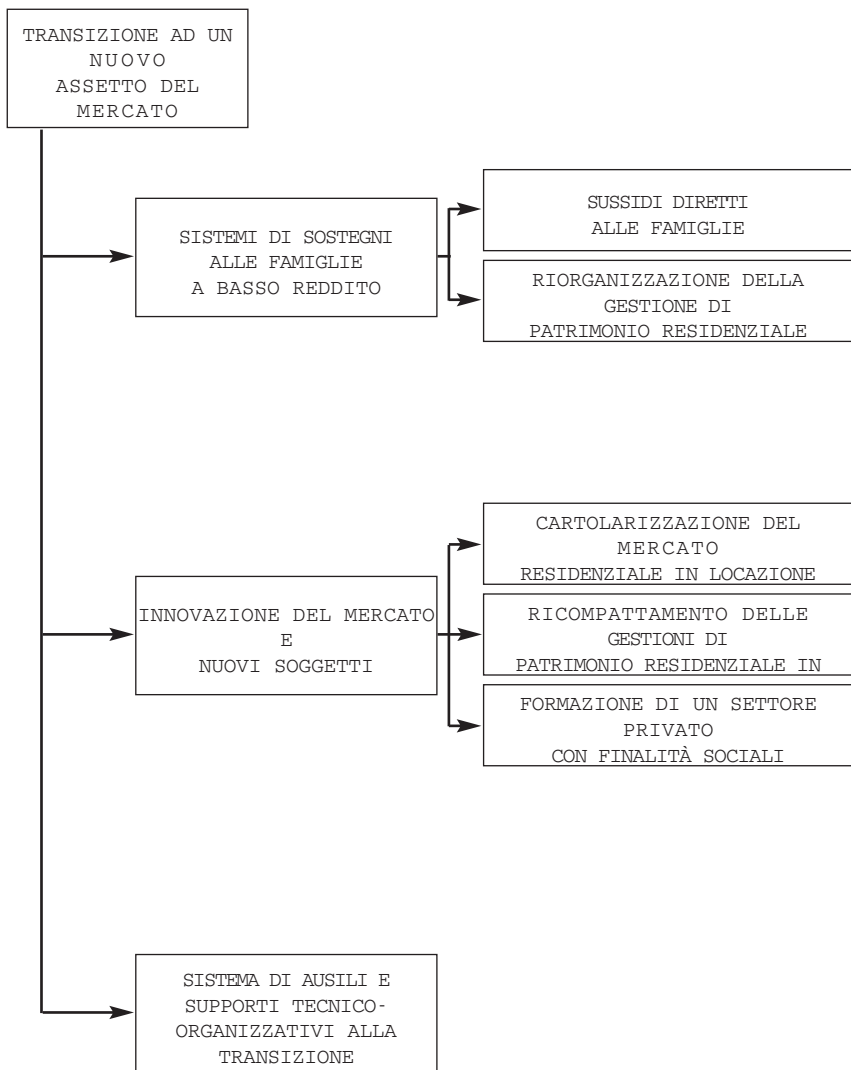 TRANSIZIONE AD UN
NUOVO
ASSETTO DEL
MERCATO
SISTEMI DI SOSTEGNI
ALLE FAMIGLIE
A BASSO REDDITO
SUSSIDI DIRETTI
ALLE FAMIGLIE
RIORGANIZZAZIONE DELLA
GESTIONE DI
PATRIMONIO RESIDENZIALE
INNOVAZIONE DEL MERCATO
E
NUOVI SOGGETTI
CARTOLARIZZAZIONE DEL
MERCATO
RESIDENZIALE IN LOCAZIONE
RICOMPATTAMENTO DELLE
GESTIONI DI
PATRIMONIO RESIDENZIALE IN
FORMAZIONE DI UN SETTORE
PRIVATO
CON FINALITÀ SOCIALI
SISTEMA DI AUSILI E
SUPPORTI TECNICO-
ORGANIZZATIVI ALLA
TRANSIZIONE